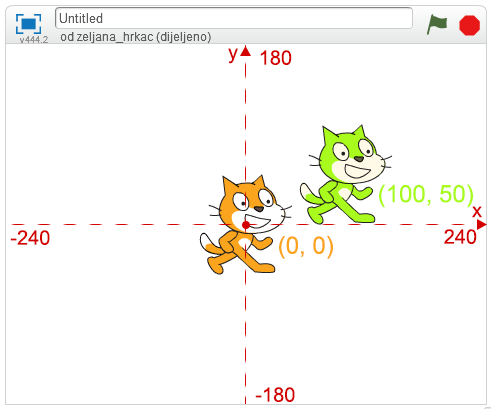 Untitled
v444.2
od zeljana_hrkac (dijeljeno)
y 180
(100, 50)
x
-240
240
(0, 0)
-180